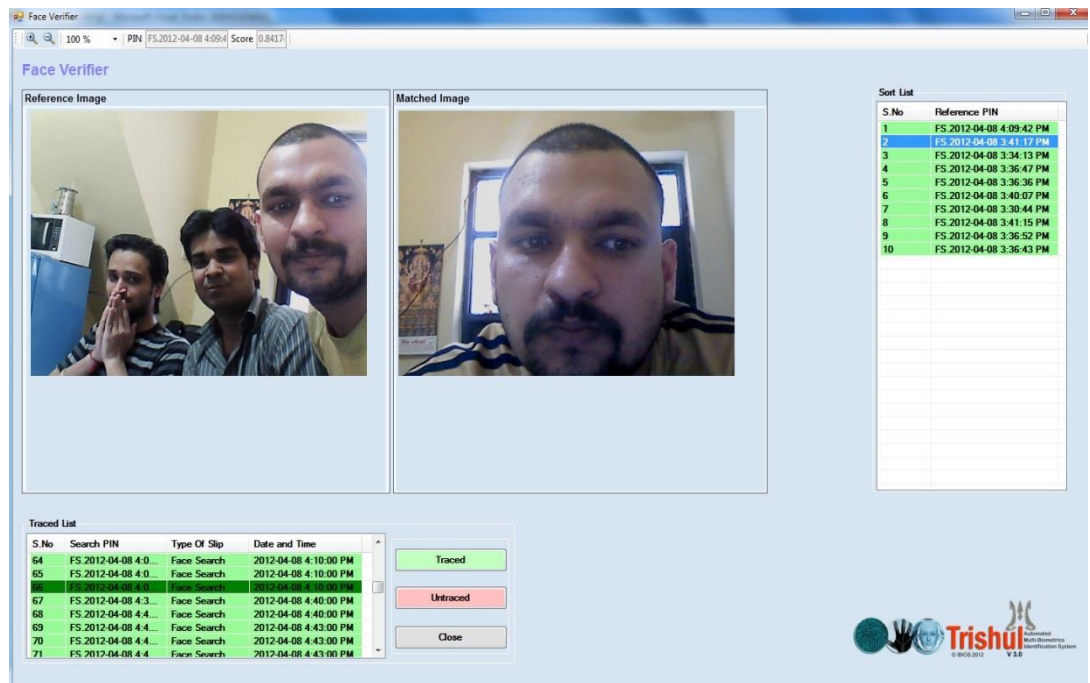 Face Verifier
100 % PIN FS.2012-04-08 4:09:4 Score 0.8417
Face Verifier
Reference Image
Matched Image
Sort List
S.No Reference PIN
1 FS.2012-04-08 4:09:42 PM
2 FS.2012-04-08 3:41:17 PM
3 FS.2012-04-08 3:34:13 PM
4 FS.2012-04-08 3:36:47 PM
5 FS.2012-04-08 3:36:36 PM
6 FS.2012-04-08 3:40:07 PM
7 FS.2012-04-08 3:30:44 PM
8 FS.2012-04-08 3:41:15 PM
9 FS.2012-04-08 3:36:52 PM
10 FS.2012-04-08 3:36:43 PM
Traced List
S.No Search PIN Type Of Slip Date and Time
64 FS.2012-04-08 4:0... Face Search 2012-04-08 4:10:00 PM
65 FS.2012-04-08 4:0... Face Search 2012-04-08 4:10:00 PM
66 FS.2012-04-08 4:0... Face Search 2012-04-08 4:10:00 PM
67 FS.2012-04-08 4:3... Face Search 2012-04-08 4:40:00 PM
68 FS.2012-04-08 4:4... Face Search 2012-04-08 4:40:00 PM
69 FS.2012-04-08 4:4... Face Search 2012-04-08 4:43:00 PM
70 FS.2012-04-08 4:4... Face Search 2012-04-08 4:43:00 PM
71 FS.2012-04-08 4:4... Face Search 2012-04-08 4:43:00 PM
Traced
Untraced
Close
Trishul
Automated
Multi Biometrics
Identification System
© IBIOS.2012 V 3.0